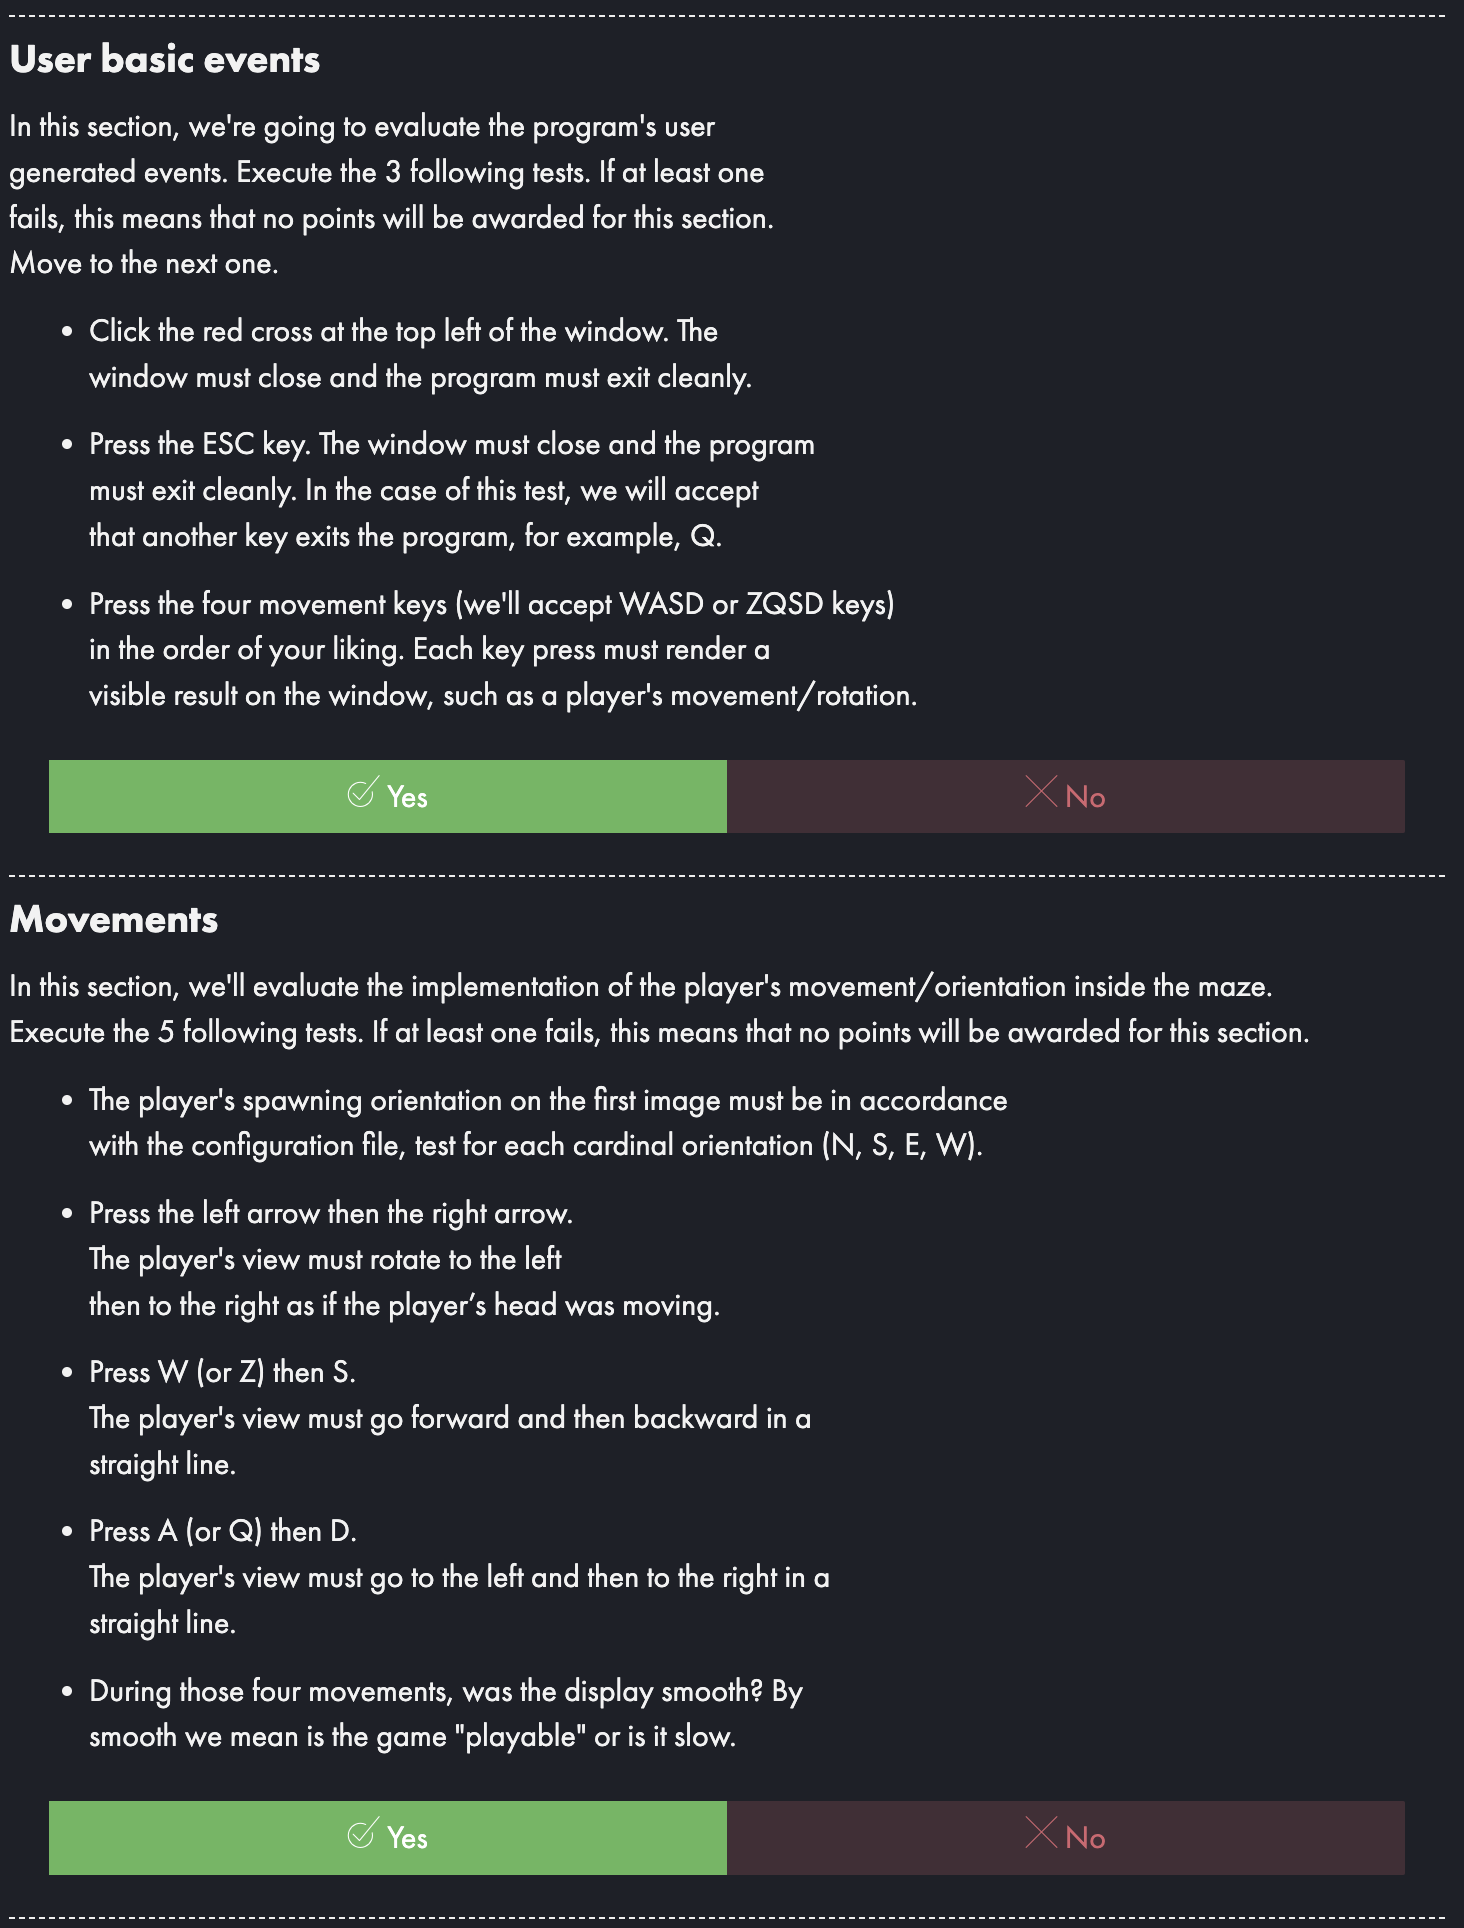 User basic events
In this section, we're going to evaluate the program's user
generated events. Execute the 3 following tests. If at least one
fails, this means that no points will be awarded for this section.
Move to the next one.
• Click the red cross at the top left of the window. The
window must close and the program must exit cleanly.
• Press the ESC key. The window must close and the program
must exit cleanly. In the case of this test, we will accept
that another key exits the program, for example, Q.
• Press the four movement keys (we'll accept WASD or ZQSD keys)
in the order of your liking. Each key press must render a
visible result on the window, such as a player's movement/rotation.
Yes
No
Movements
In this section, we'll evaluate the implementation of the player's movement/orientation inside the maze.
Execute the 5 following tests. If at least one fails, this means that no points will be awarded for this section.
• The player's spawning orientation on the first image must be in accordance
with the configuration file, test for each cardinal orientation (N, S, E, W).
• Press the left arrow then the right arrow.
The player's view must rotate to the left
then to the right as if the player’s head was moving.
• Press W (or Z) then S.
The player's view must go forward and then backward in a
straight line.
• Press A (or Q) then D.
The player's view must go to the left and then to the right in a
straight line.
• During those four movements, was the display smooth? By
smooth we mean is the game "playable" or is it slow.
Yes
No